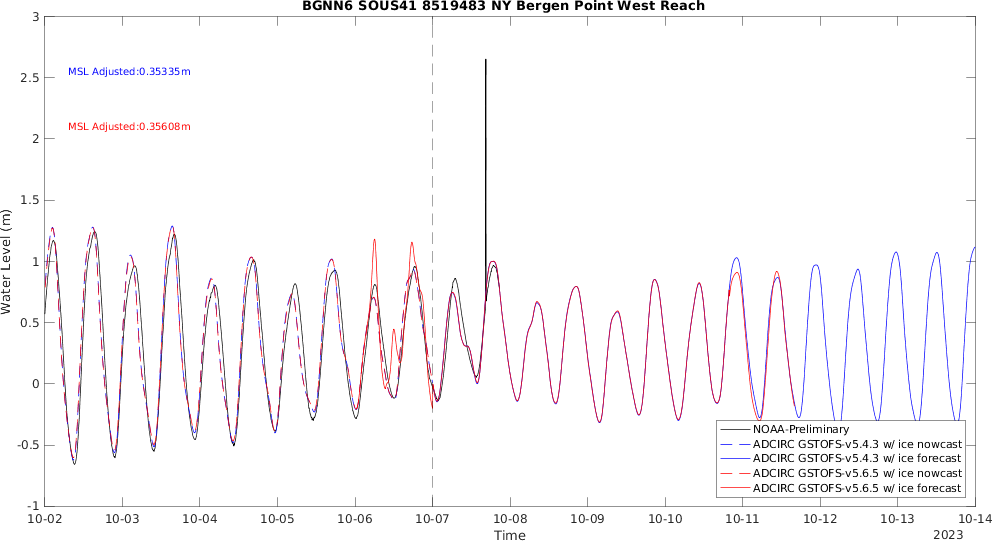 BGNN6 SOUS41 8519483 NY Bergen Point West Reach
3
2.5
2
1.5
1
0.5
0
-0.5
-1
Water Level (m)
MSL Adjusted:0.35335m
MSL Adjusted:0.35608m
NOAA-Preliminary
ADCIRC GSTOFS-v5.4.3 w/ ice nowcast
ADCIRC GSTOFS-v5.4.3 w/ ice forecast
ADCIRC GSTOFS-v5.6.5 w/ ice nowcast
ADCIRC GSTOFS-v5.6.5 w/ ice forecast
10-02 10-03 10-04 10-05 10-06 10-07 10-08 10-09 10-10 10-11 10-12 10-13 10-14
Time
2023